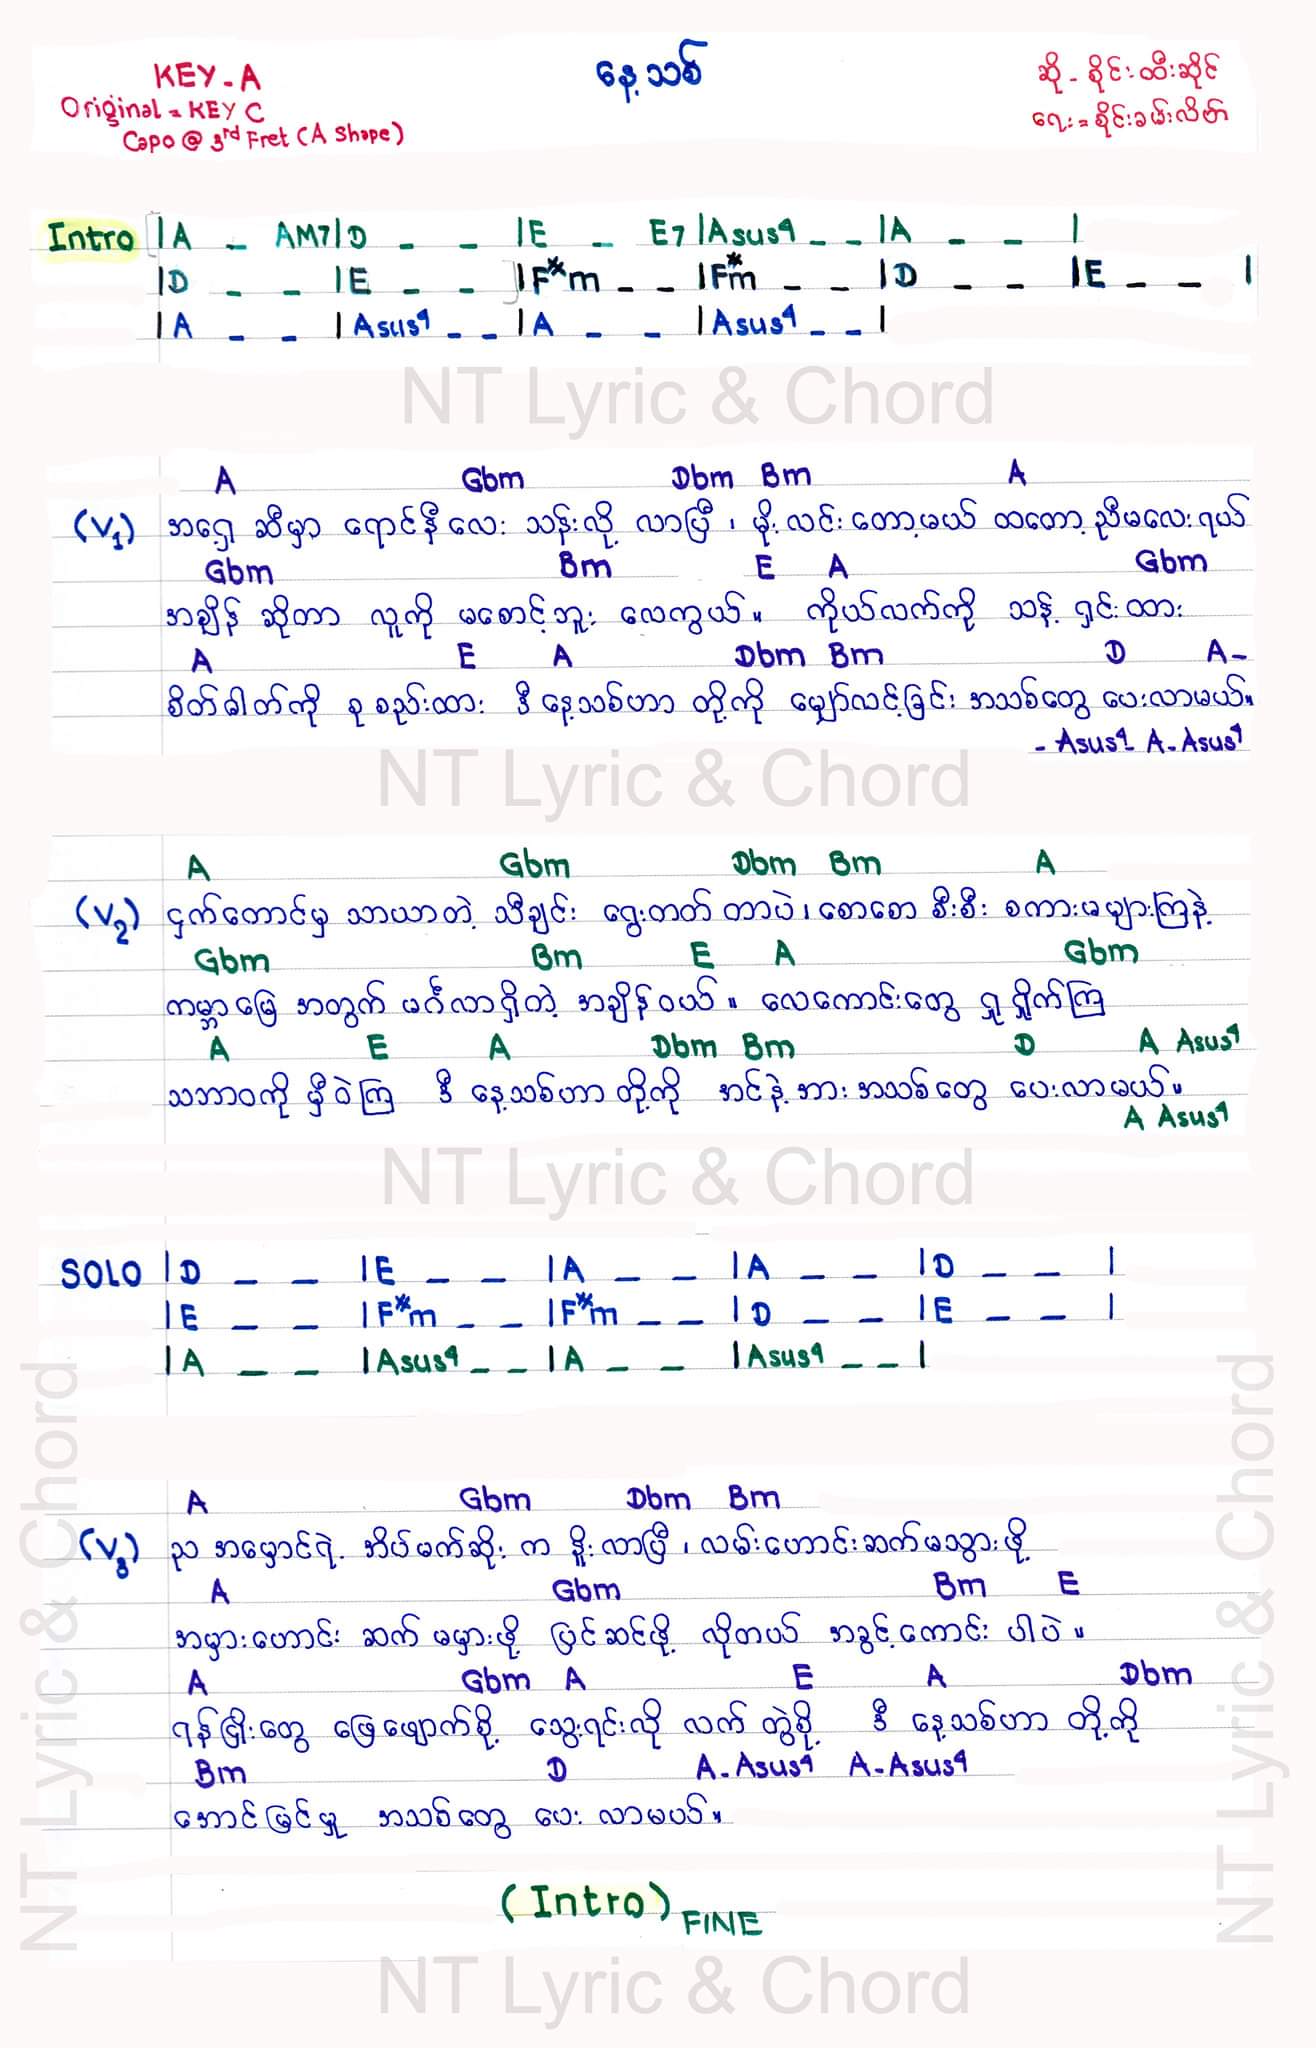 KEY - A
Original = KEY C
Capo @ 3rd Fret (A Shape)
နေ့သစ်
ဆို - စိုင်းထီးဆိုင်
ရေး = စိုင်းခမ်းလိတ်
Intro |A _ AM7|D _ _ |E _ E7|Asus4 _ _|A _ _ |
|D _ _ |E _ _ |F#m _ _ |F#m _ _ |D _ _ |E _ _ |
|A _ _ |Asus4 _ _ |A _ _ |Asus4 _ _ |
NT Lyric & Chord
A Gbm Dbm Bm A
(V1) အရှေ့ ဆီမှာ ရောင်နီ လေး သန်းလို့ လာပြီ ၊ မိုး လင်း တော့မယ် ထတော့ ညီမလေး ရယ်
Gbm Bm E A Gbm
အချိန် ဆိုတာ လူကို မစောင့်ဘူး လေကွယ်။ ကိုယ်လက်ကို သန့် ရှင်း ထား
A E A Dbm Bm D A -
စိတ်ဓါတ်ကို စု စည်းထား ဒီ နေ့သစ်ဟာ တို့ကို ပျော်လင့်ခြင်း အသစ်တွေ ပေးလာမယ်။
- Asus4 A - Asus4
NT Lyric & Chord
A Gbm Dbm Bm A
(V2) ငှက်တောင်မှ သာယာတဲ့ သီချင်း ရွေးတတ် တာပဲ ၊ စောစော စီးစီး စကားမများကြနဲ့
Gbm Bm E A Gbm
ကမ္ဘာမြေ အတွက် မင်္ဂလာရှိတဲ့ အချိန်ဝယ် ။ လေကောင်းတွေ ရှု ရှိုက်ကြ
A E A Dbm Bm D A Asus4
သဘာဝကို မှီဝဲကြ ဒီ နေ့သစ်ဟာ တို့ကို အင်နဲ့အား အသစ်တွေ ပေးလာမယ်။
A Asus4
NT Lyric & Chord
SOLO |D _ _ |E _ _ |A _ _ |A _ _ |D _ _ |
|E _ _ |F#m _ _ |F#m _ _ |D _ _ |E _ _ |
|A _ _ |Asus4 _ _ |A _ _ |Asus4 _ _ |
A Gbm Dbm Bm
(V3) ည အမှောင်ရဲ့ အိပ်မက်ဆိုး က နိုးလာပြီ ၊ လမ်းဟောင်းဆက်မသွားဖို့
A Gbm Bm E
အမှားဟောင်း ဆက် မမှားဖို့ ပြင်ဆင်ဖို့ လိုတယ် အခွင့်ကောင်း ပါပဲ ။
A Gbm A E A Dbm
ရန်ငြိုးတွေ ဖြေဖျောက်စို့ သွေးရင်းလို လက် တွဲစို့ ဒီ နေ့သစ်ဟာ တို့ကို
Bm D A - Asus4 A - Asus4
အောင်မြင်မှု အသစ်တွေ ပေး လာမယ်။
(Intro) FINE
NT Lyric & Chord
NT Lyric & Chord
NT Lyric & Chord